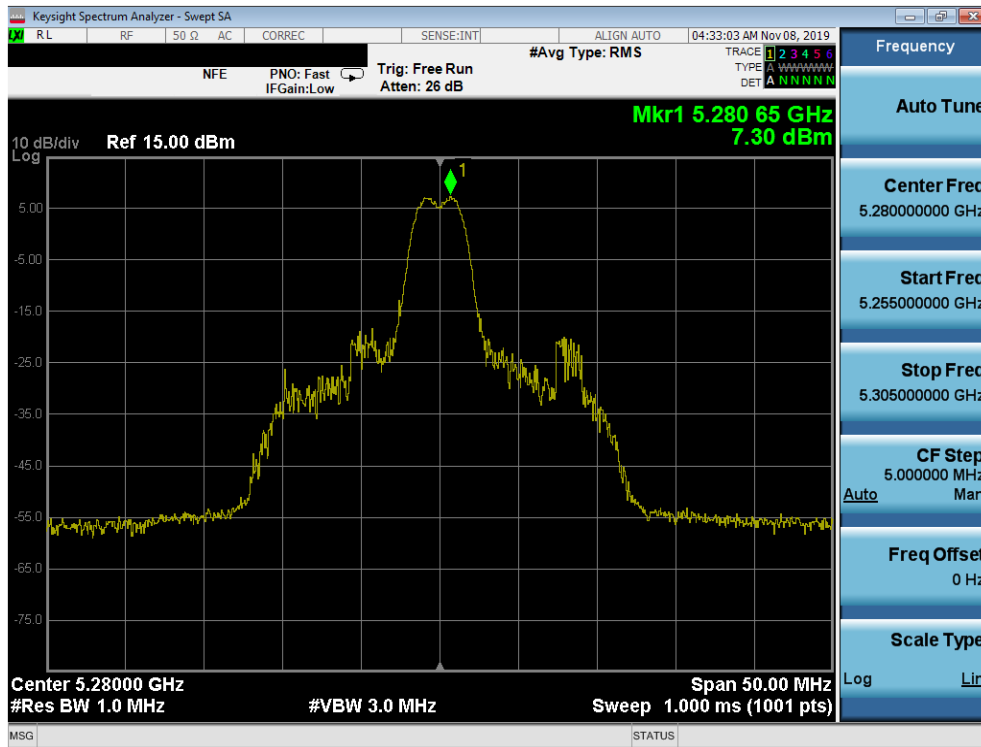 Keysight Spectrum Analyzer - Swept SA
LXI RL RF 50 Ω AC CORREC SENSE:INT ALIGN AUTO 04:33:03 AM Nov 08, 2019
#Avg Type: RMS
TRACE 1 2 3 4 5 6
NFE PNO: Fast Trig: Free Run TYPE A WWWWW
IFGain:Low Atten: 26 dB DET A N N N N N
Mkr1 5.280 65 GHz
7.30 dBm
10 dB/div Ref 15.00 dBm
Log
1
5.00
-5.00
-15.0
-25.0
-35.0
-45.0
-55.0
-65.0
-75.0
Center 5.28000 GHz Span 50.00 MHz
#Res BW 1.0 MHz #VBW 3.0 MHz Sweep 1.000 ms (1001 pts)
MSG STATUS
Frequency
Auto Tune
Center Freq
5.280000000 GHz
Start Freq
5.255000000 GHz
Stop Freq
5.305000000 GHz
CF Step
5.000000 MHz
Auto Man
Freq Offset
0 Hz
Scale Type
Log Lin